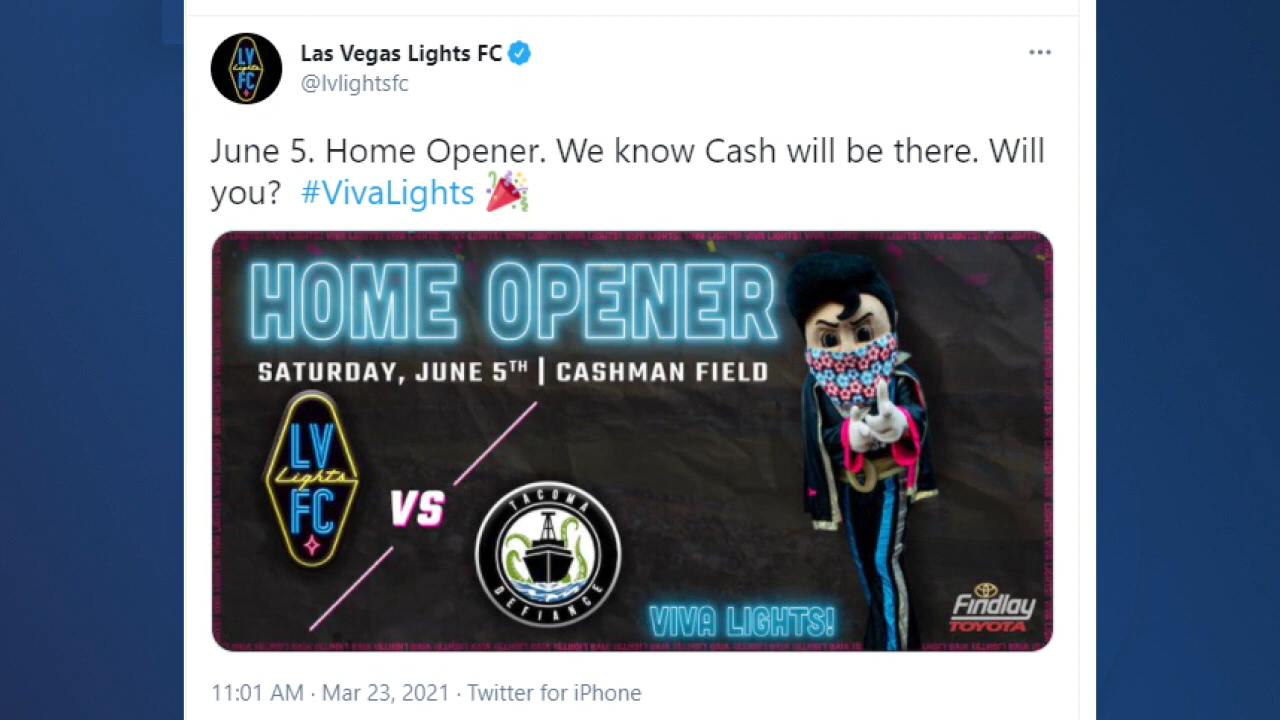 Las Vegas Lights FC
@lvlightsfc
June 5. Home Opener. We know Cash will be there. Will
you? #VivaLights
HOME OPENER
SATURDAY, JUNE 5TH | CASHMAN FIELD
LV
Lights
FC
VS
TACOMA
DEFIANCE
VIVA LIGHTS!
Findlay
TOYOTA
11:01 AM · Mar 23, 2021 · Twitter for iPhone